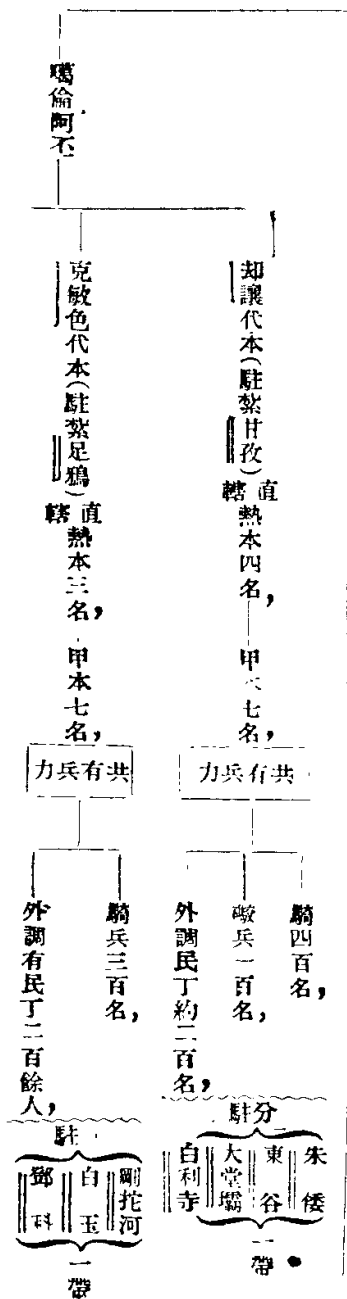 噶倫阿丕
却讓代本(駐紮甘孜)直轄熱本四名,
甲本七名,
共有兵力
騎四百名,
礮兵一百名,
外調民丁約二百名,
分駐
朱倭
東谷
大堂壩
白利寺
一帶
克敏色代本(駐紮足鴉)直轄熱本三名,
甲本七名,
共有兵力
騎兵三百名,
外調有民丁二百餘人,
駐
剛拕河
白玉
鄧科
一帶